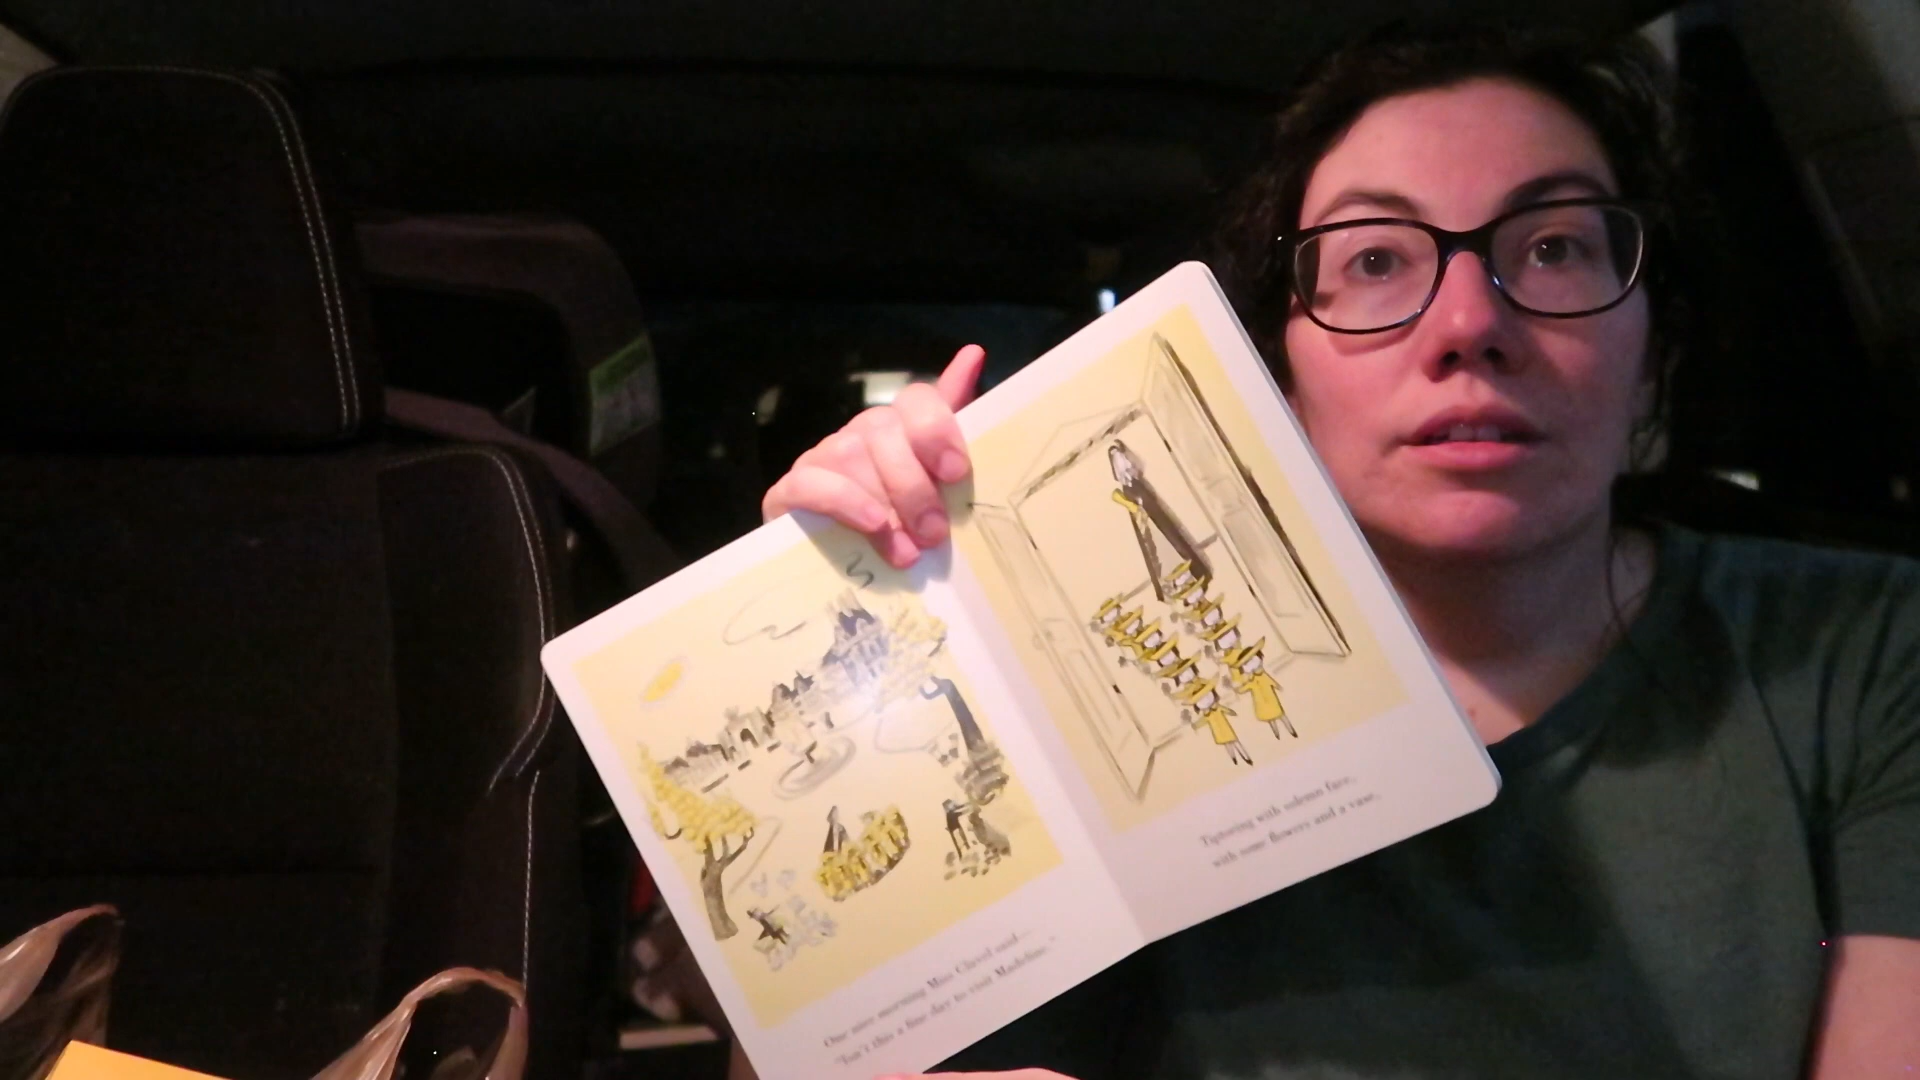 One nice morning Miss Clavel said—
"Isn't this a fine day to visit Madeline."
Tiptoeing with solemn face,
with some flowers and a vase,